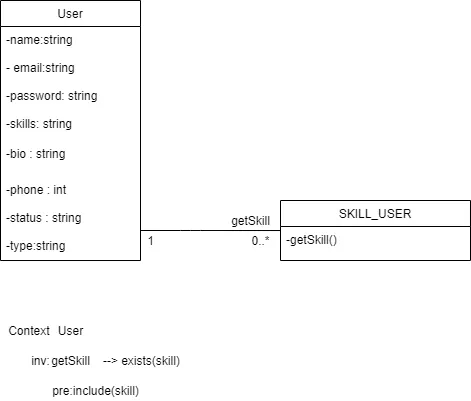 User
-name:string
- email:string
-password: string
-skills: string
-bio : string
-phone : int
-status : string
-type:string
getSkill
1
0..*
SKILL_USER
-getSkill()
Context User
inv: getSkill --> exists(skill)
pre:include(skill)